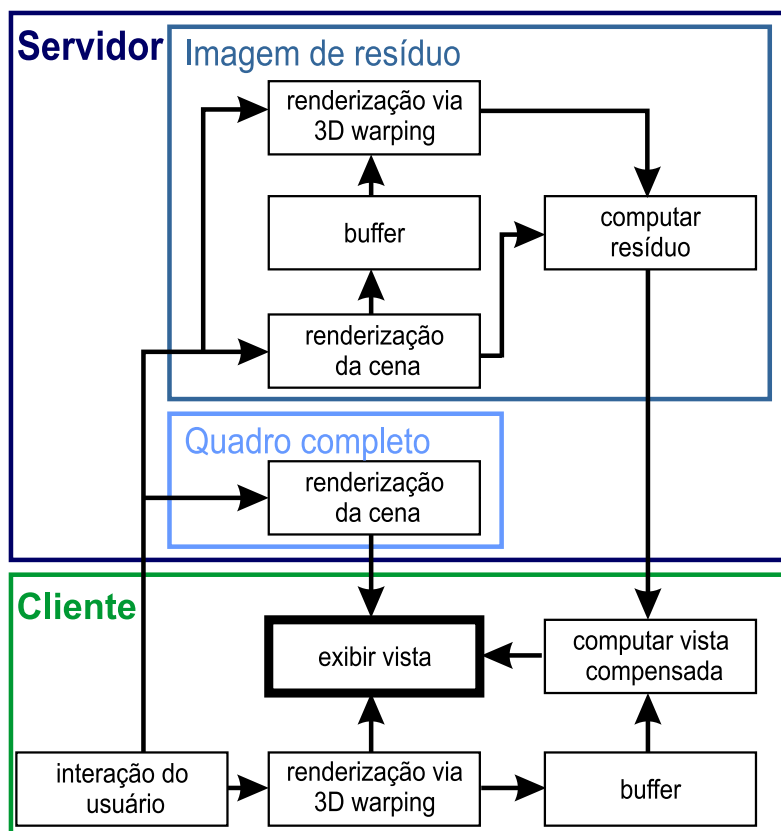 Servidor
Imagem de resíduo
renderização via
3D warping
buffer
computar
resíduo
renderização
da cena
Quadro completo
renderização
da cena
Cliente
exibir vista
computar vista
compensada
interação do
usuário
renderização via
3D warping
buffer